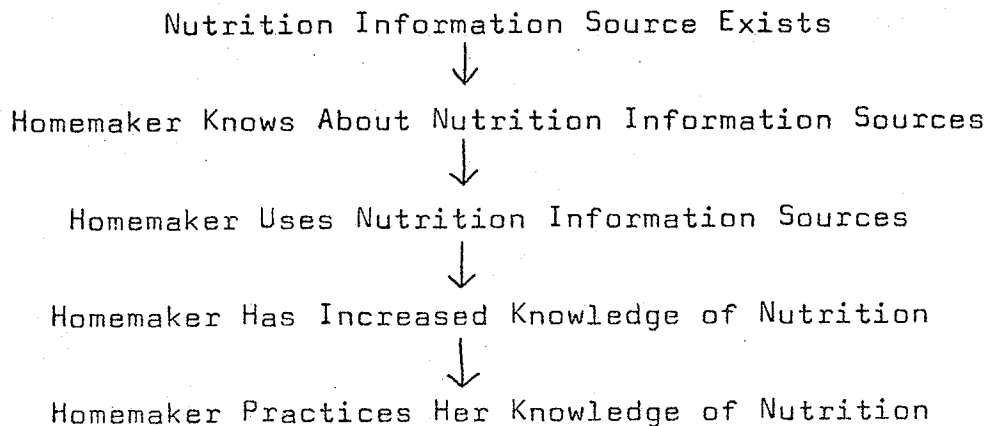 Nutrition Information Source Exists
Homemaker Knows About Nutrition Information Sources
Homemaker Uses Nutrition Information Sources
Homemaker Has Increased Knowledge of Nutrition
Homemaker Practices Her Knowledge of Nutrition